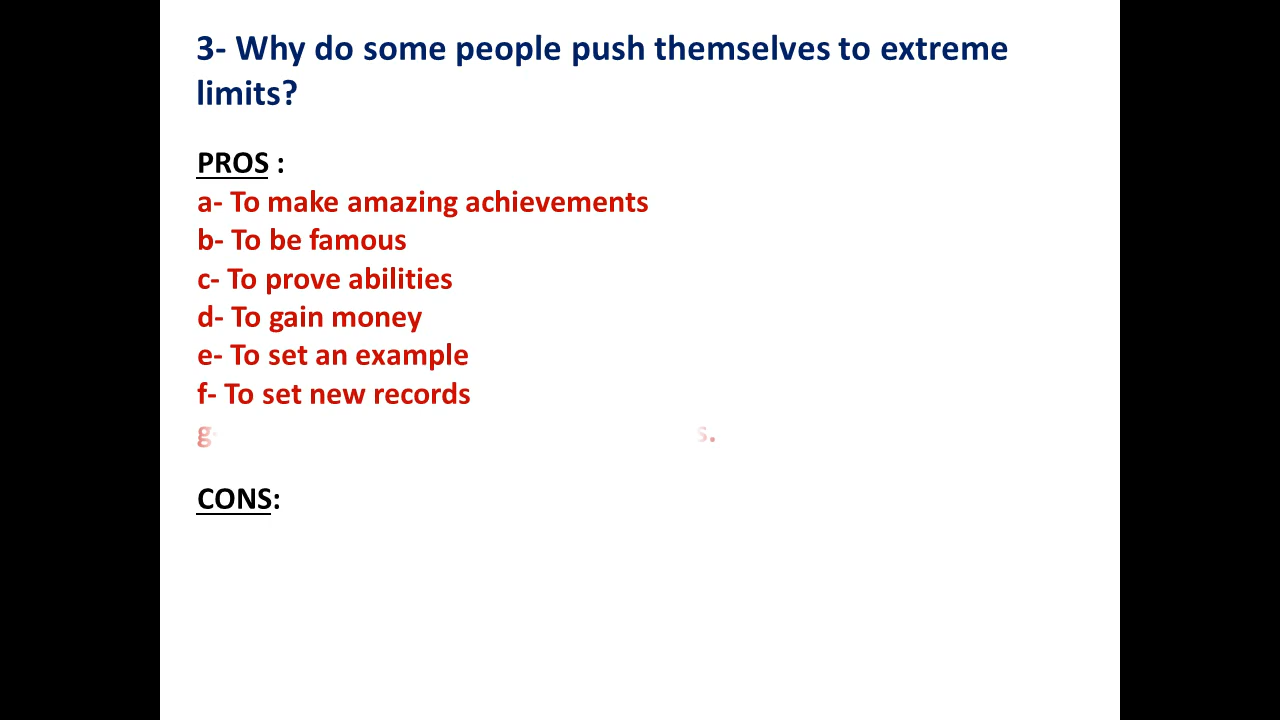 3- Why do some people push themselves to extreme
limits?
PROS :
a- To make amazing achievements
b- To be famous
c- To prove abilities
d- To gain money
e- To set an example
f- To set new records
g-
CONS: